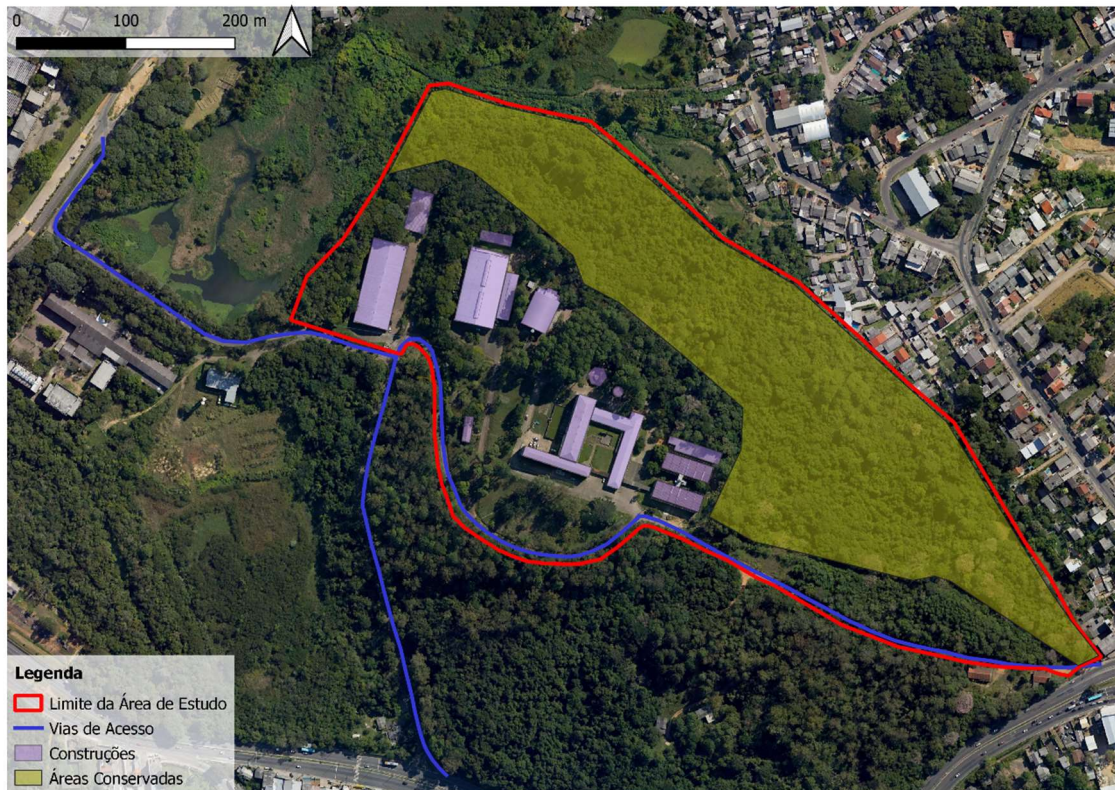 0 100 200 m
Legenda
Limite da Área de Estudo
Vias de Acesso
Construções
Áreas Conservadas